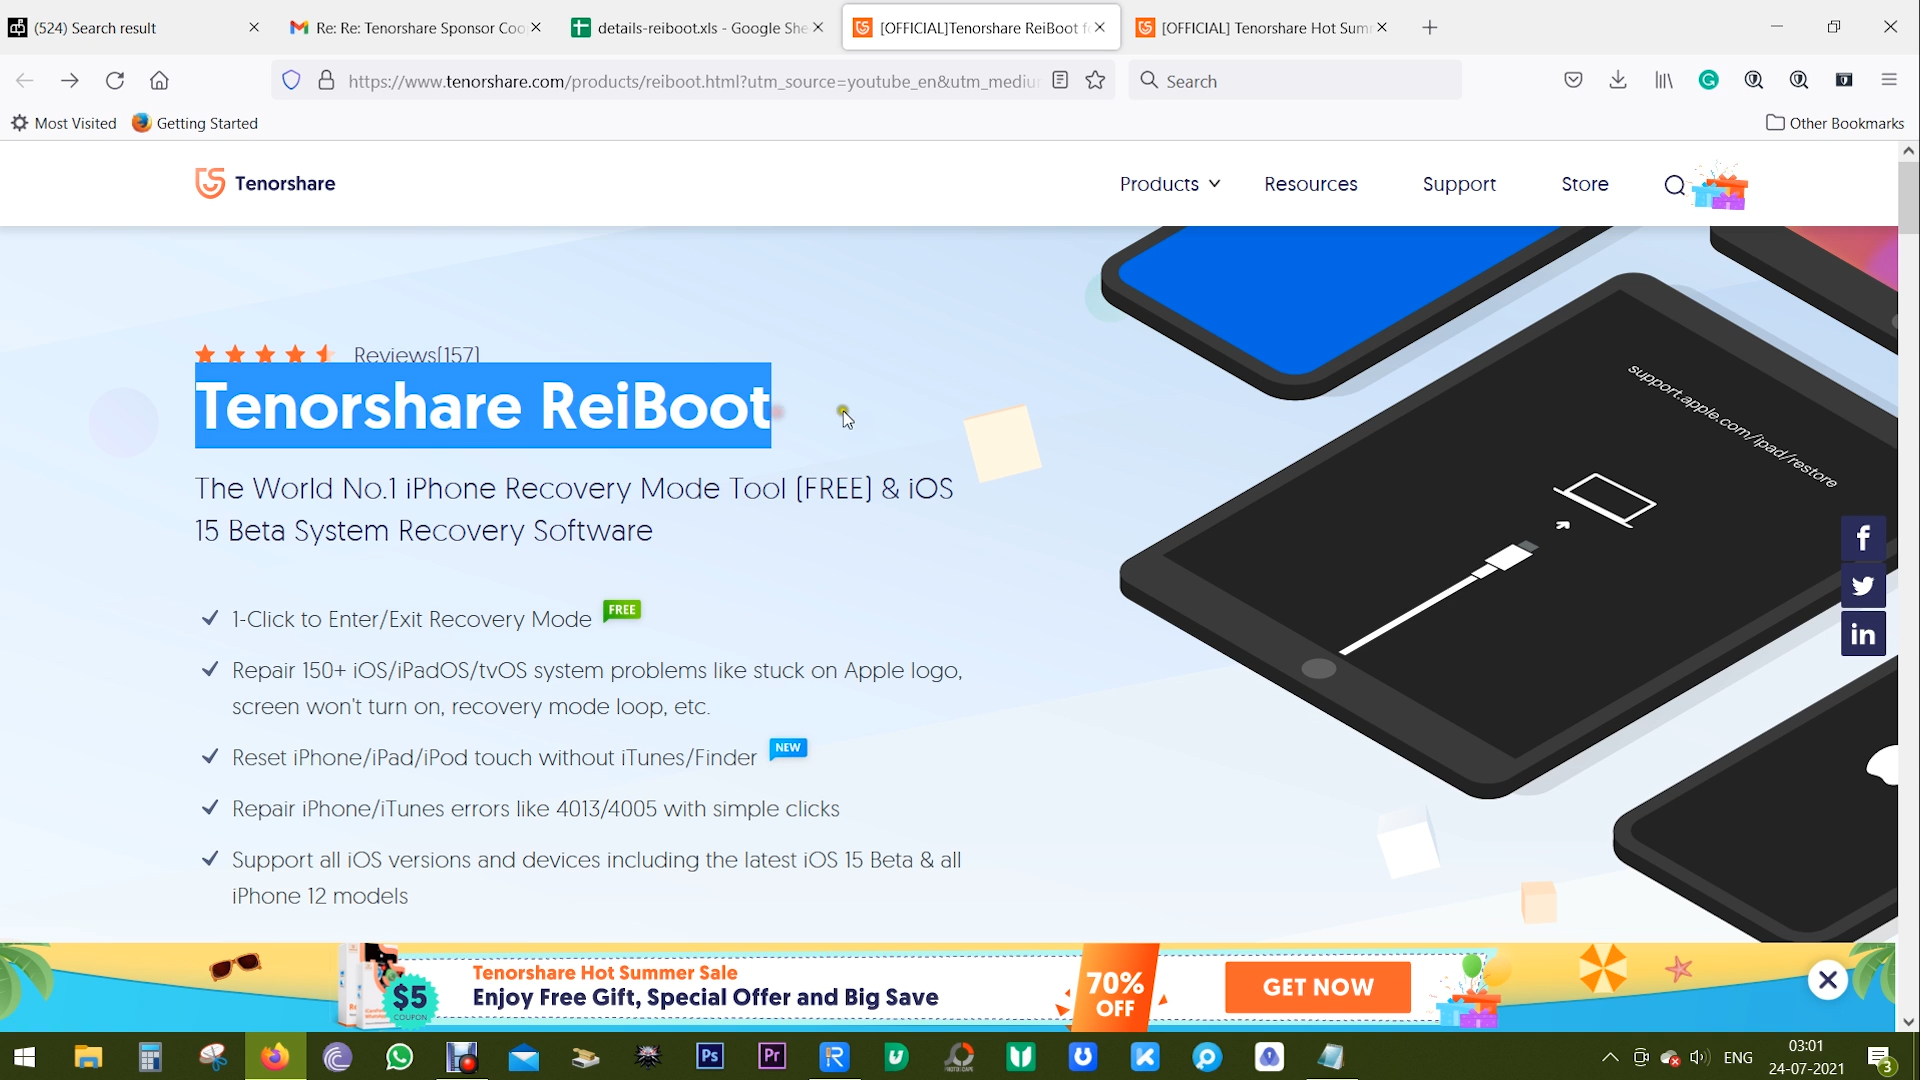 (524) Search result
Re: Re: Tenorshare Sponsor Coo
details-reiboot.xls - Google She
[OFFICIAL]Tenorshare ReiBoot fo
[OFFICIAL] Tenorshare Hot Sum
https://www.tenorshare.com/products/reiboot.html?utm_source=youtube_en&utm_mediu
Search
Most Visited
Getting Started
Other Bookmarks
Tenorshare
Products
Resources
Support
Store
Reviews(157)
Tenorshare ReiBoot
The World No.1 iPhone Recovery Mode Tool (FREE) & iOS
15 Beta System Recovery Software
1-Click to Enter/Exit Recovery Mode FREE
Repair 150+ iOS/iPadOS/tvOS system problems like stuck on Apple logo,
screen won't turn on, recovery mode loop, etc.
Reset iPhone/iPad/iPod touch without iTunes/Finder NEW
Repair iPhone/iTunes errors like 4013/4005 with simple clicks
Support all iOS versions and devices including the latest iOS 15 Beta & all
iPhone 12 models
support.apple.com/ipad/restore
$5
COUPON
Tenorshare Hot Summer Sale
Enjoy Free Gift, Special Offer and Big Save
70%
OFF
GET NOW
Ps
Pr
ENG
03:01
24-07-2021
3